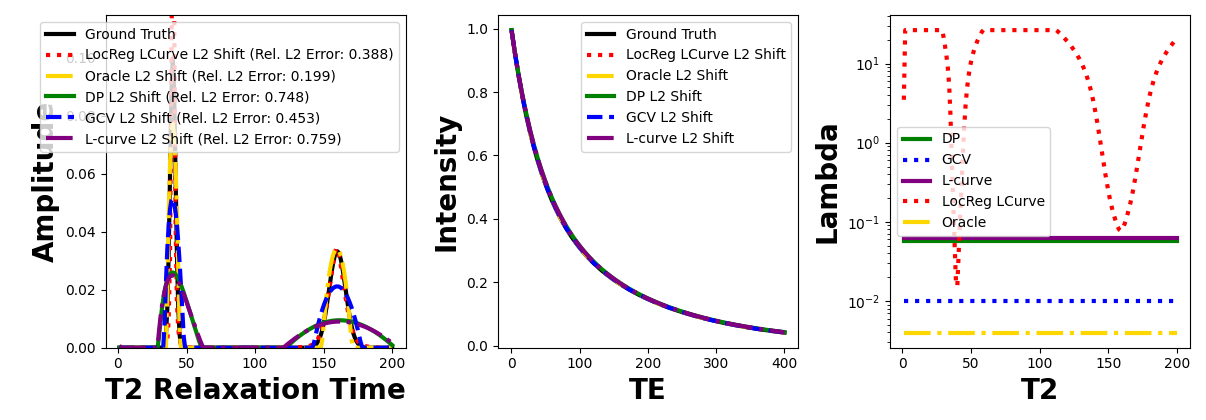 Ground Truth
LocReg LCurve L2 Shift (Rel. L2 Error: 0.388)
Oracle L2 Shift (Rel. L2 Error: 0.199)
DP L2 Shift (Rel. L2 Error: 0.748)
GCV L2 Shift (Rel. L2 Error: 0.453)
L-curve L2 Shift (Rel. L2 Error: 0.759)
Amplitude
0.10
0.08
0.06
0.04
0.02
0.00
0 50 100 150 200
T2 Relaxation Time
Ground Truth
LocReg LCurve L2 Shift
Oracle L2 Shift
DP L2 Shift
GCV L2 Shift
L-curve L2 Shift
Intensity
1.0
0.8
0.6
0.4
0.2
0.0
0 100 200 300 400
TE
DP
GCV
L-curve
LocReg LCurve
Oracle
Lambda
10¹
10⁰
10⁻¹
10⁻²
0 50 100 150 200
T2